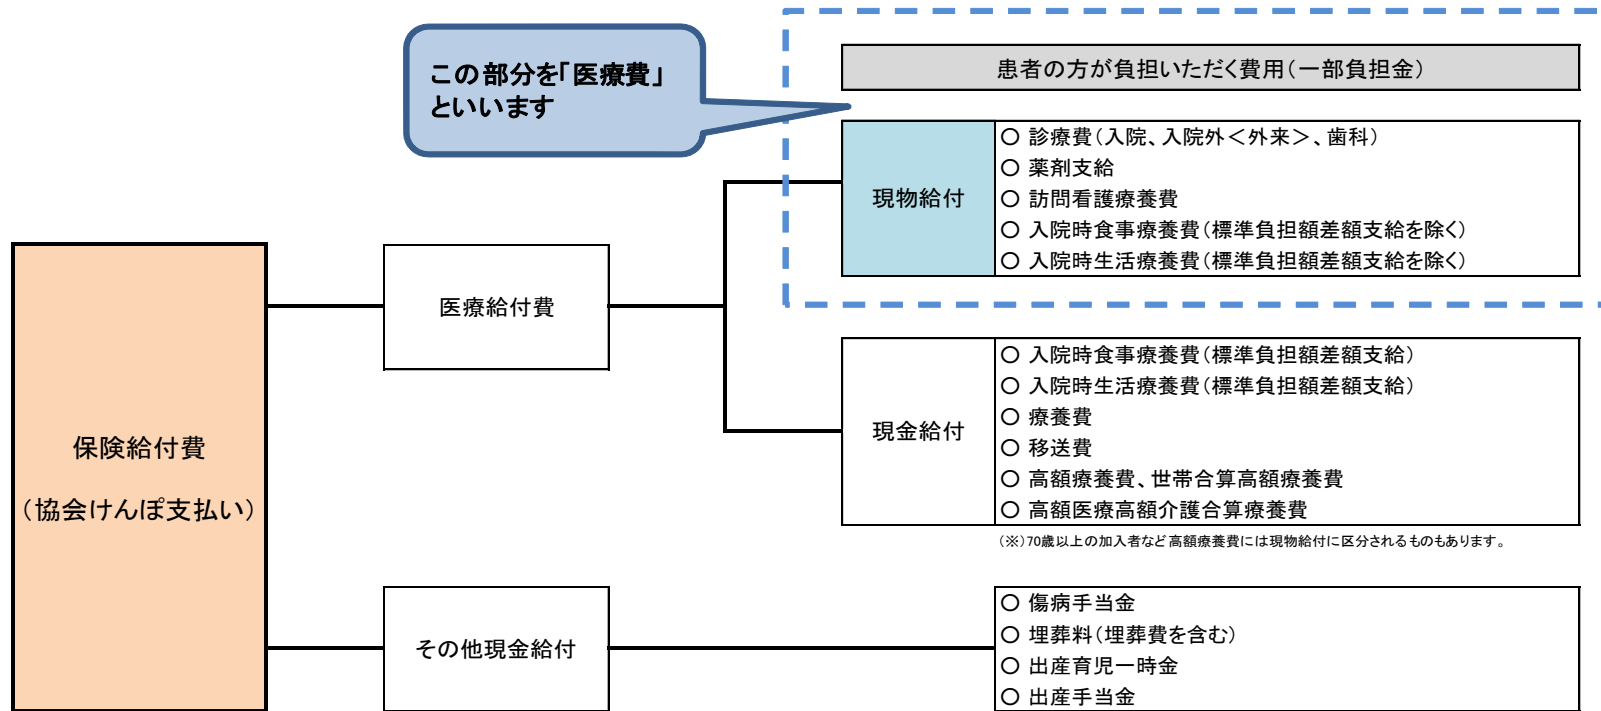 この部分を「医療費」
といいます
患者の方が負担いただく費用(一部負担金)
現物給付
○ 診療費(入院、入院外<外来>、歯科)
○ 薬剤支給
○ 訪問看護療養費
○ 入院時食事療養費(標準負担額差額支給を除く)
○ 入院時生活療養費(標準負担額差額支給を除く)
医療給付費
現金給付
○ 入院時食事療養費(標準負担額差額支給)
○ 入院時生活療養費(標準負担額差額支給)
○ 療養費
○ 移送費
○ 高額療養費、世帯合算高額療養費
○ 高額医療高額介護合算療養費
(※)70歳以上の加入者など高額療養費には現物給付に区分されるものもあります。
保険給付費
(協会けんぽ支払い)
その他現金給付
○ 傷病手当金
○ 埋葬料(埋葬費を含む)
○ 出産育児一時金
○ 出産手当金